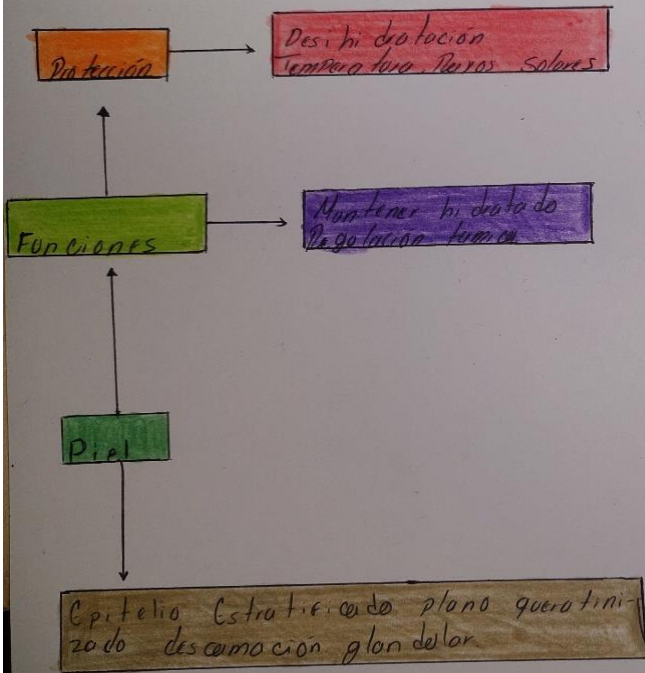 Protección
Desihidratación
Temperatura, Rayos Solares
Funciones
Mantener hidratado
Regulación termica
Piel
Epitelio Estratificado plano queratini-
zado descamación glandular.